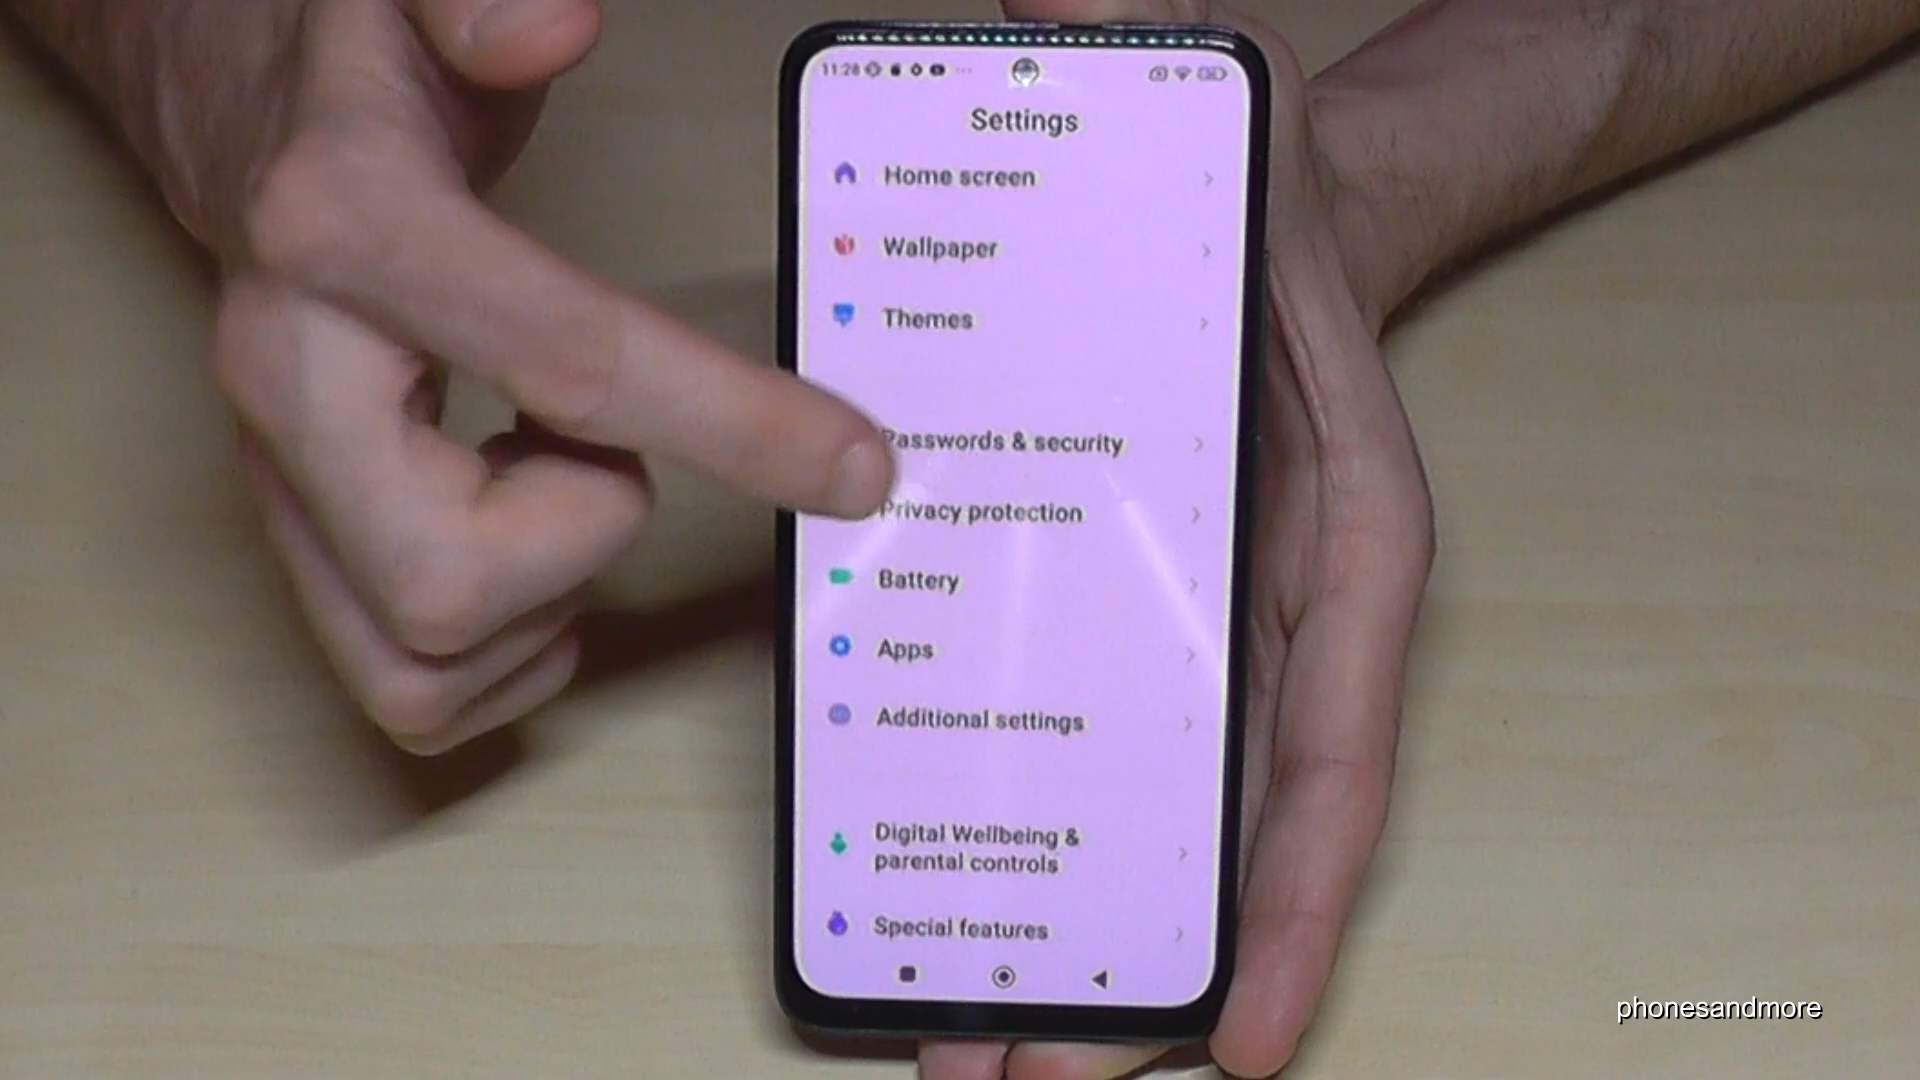 11:28
Settings
Home screen
Wallpaper
Themes
Passwords & security
Privacy protection
Battery
Apps
Additional settings
Digital Wellbeing &
parental controls
Special features
phonesandmore